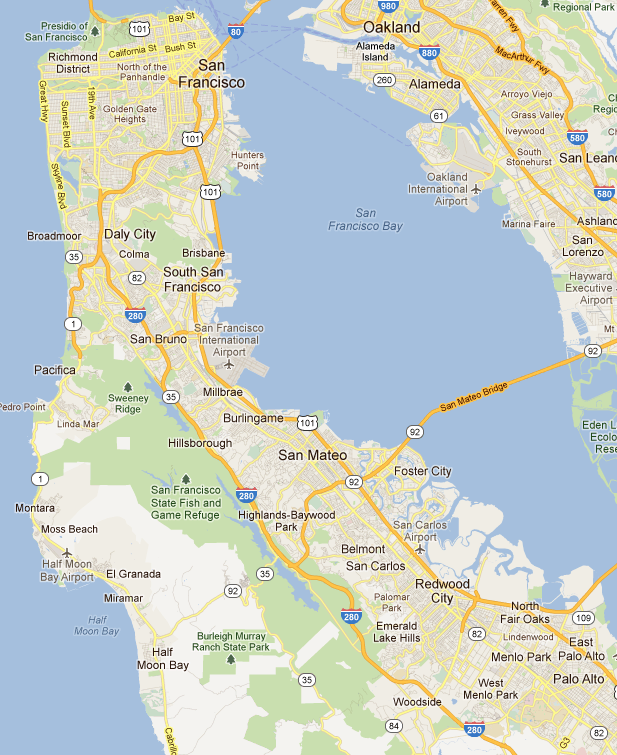 Bay St
Presidio of
San Francisco
101
California St
Bush St
80
Richmond
District
North of the
Panhandle
San
Francisco
Great Hwy
Sunset Blvd
19th Ave
Golden Gate
Heights
101
Hunters
Point
Skyline Blvd
101
980
Oakland
Alameda
Island
880
Regional Park
MacArthur Fwy
260
Alameda
Arroyo Viejo
61
Grass Valley
Ch
Regio
Iveywood
580
South
Stonehurst
San Lean
Oakland
International
Airport
580
San
Francisco Bay
Marina Faire
Ashland
San
Lorenzo
Hayward
Executive
Airport
Mt
Broadmoor
Daly City
35
Colma
Brisbane
82
South San
Francisco
280
1
San Bruno
San Francisco
International
Airport
92
Pacifica
Sweeney
Ridge
35
Millbrae
San Mateo Bridge
Pedro Point
Linda Mar
Burlingame
101
92
Eden L
Ecolo
Rese
Hillsborough
San Mateo
Foster City
92
1
San Francisco
State Fish and
Game Refuge
280
Montara
Highlands-Baywood
Park
San Carlos
Airport
Moss Beach
Half Moon
Bay Airport
El Granada
35
Belmont
San Carlos
Miramar
92
Redwood
City
Palomar
Park
North
Fair Oaks
Half
Moon Bay
280
Emerald
Lake Hills
109
Lindenwood
82
East
Palo Alto
Burleigh Murray
Ranch State Park
Half
Moon Bay
Menlo Park
35
West
Menlo Park
Palo Alto
Woodside
84
280
G3
82
Cabrillo